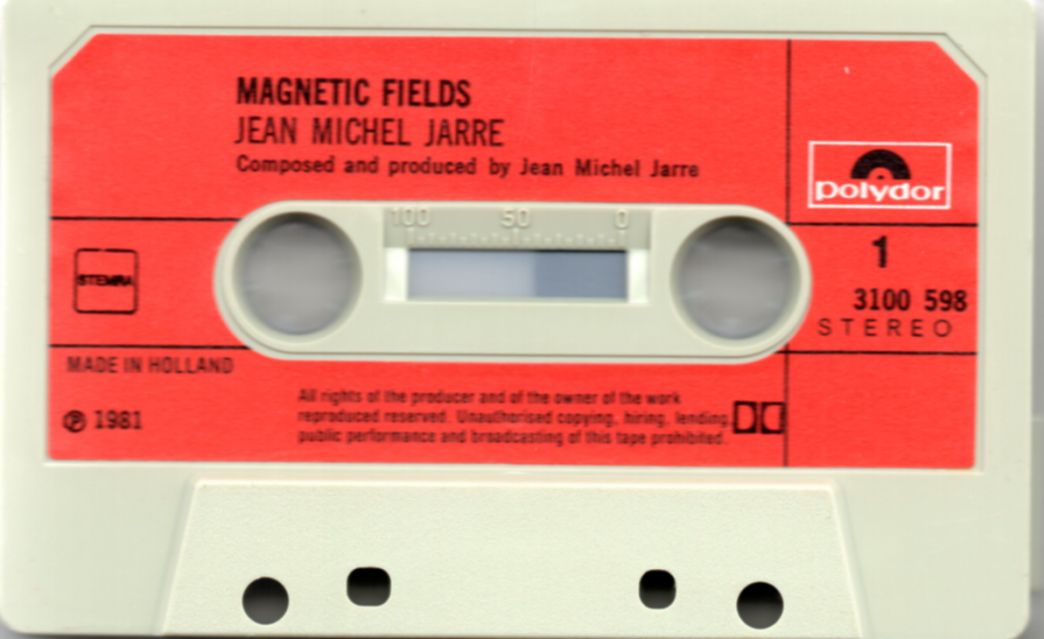 MAGNETIC FIELDS
JEAN MICHEL JARRE
Composed and produced by Jean Michel Jarre
polydor
100 50 0
1
STEMRA
3100 598
STEREO
MADE IN HOLLAND
℗ 1981
All rights of the producer and of the owner of the work
reproduced reserved. Unauthorised copying, hiring, lending,
public performance and broadcasting of this tape prohibited.